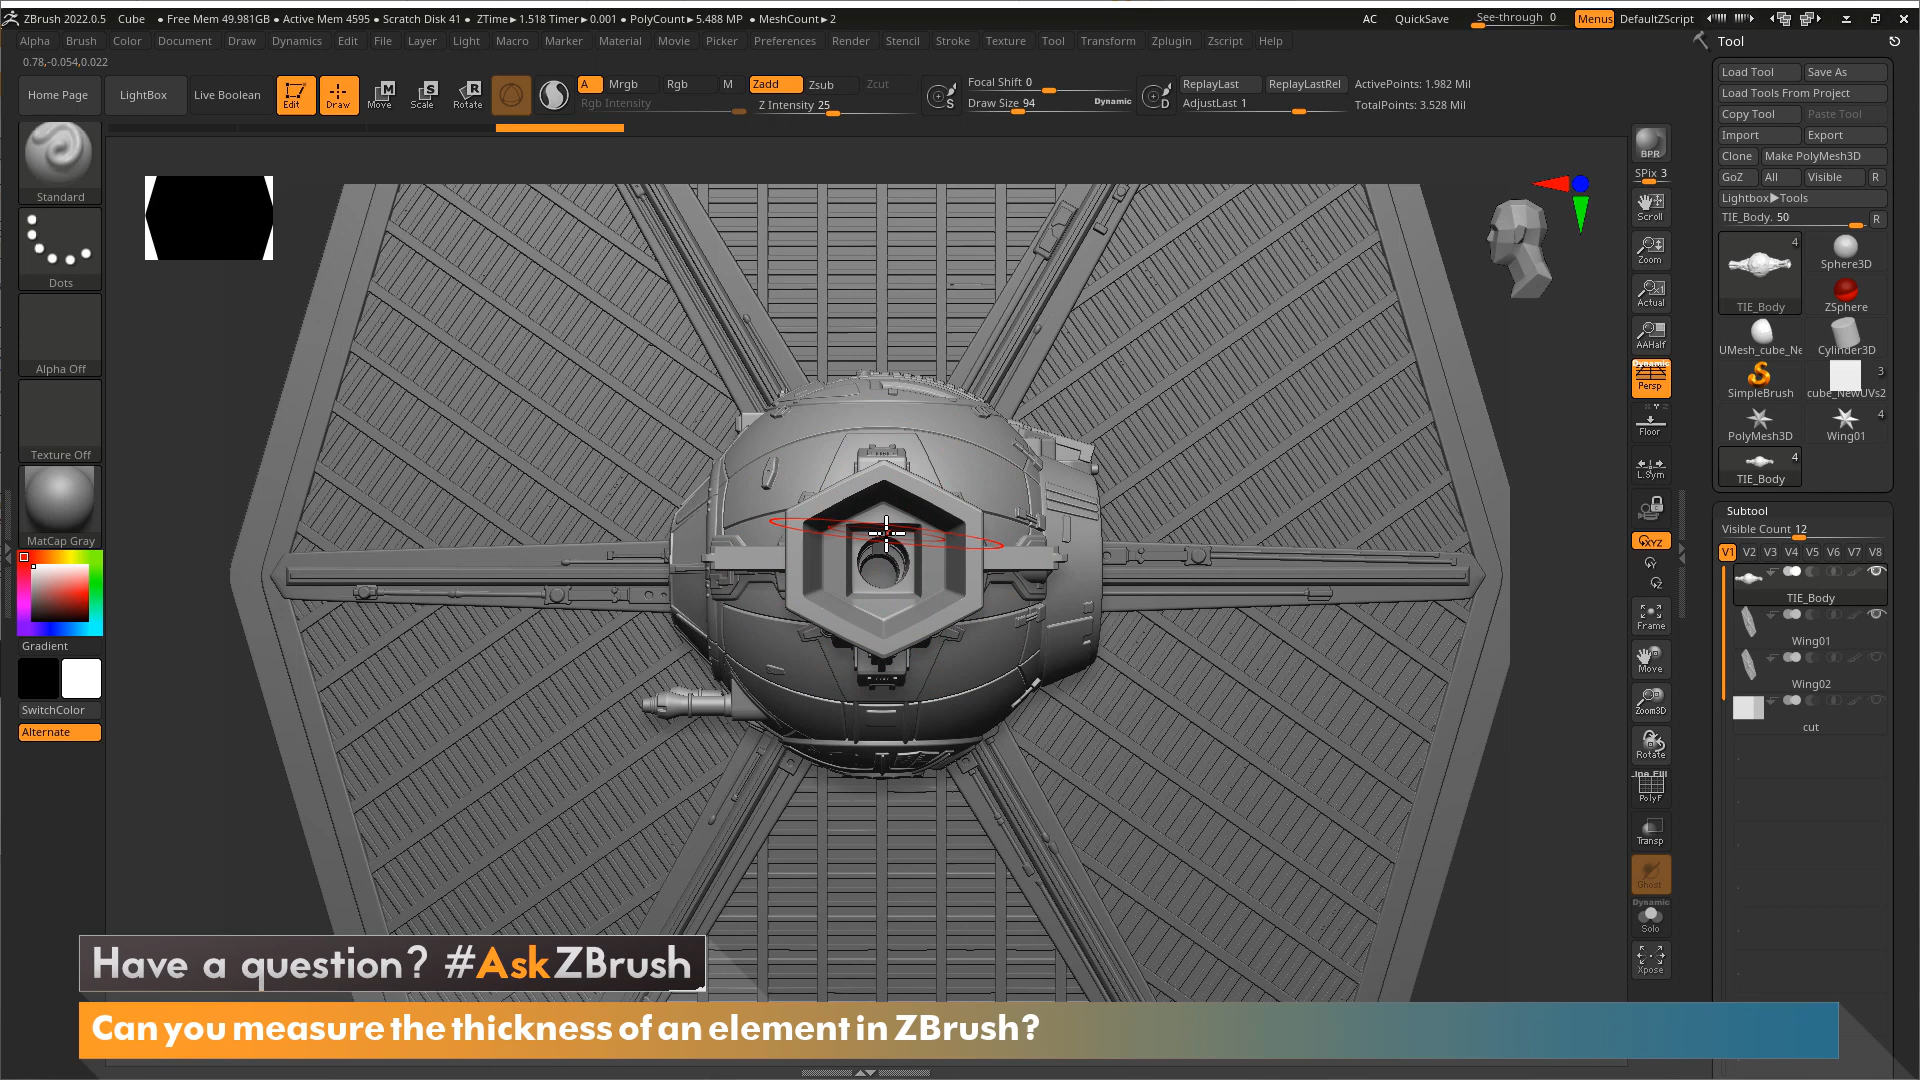 ZBrush 2022.5 Cube • Free Mem 49.981GB • Active Mem 4595 • Scratch Disk 41 • ZTime▸1.518 Timer▸0.001 • PolyCount▸5.488 MP • MeshCount▸2 AC QuickSave See-through 0 Menus DefaultZScript
Alpha Brush Color Document Draw Dynamics Edit File Layer Light Macro Marker Material Movie Picker Preferences Render Stencil Stroke Texture Tool Transform Zplugin Zscript Help
0.78,-0.054,0.022
Home Page LightBox Live Boolean Edit Draw Move Scale Rotate
A Mrgb Rgb M Zadd Zsub Zcut
Rgb Intensity Z Intensity 25
S Focal Shift 0
Draw Size 94 Dynamic
D ReplayLast ReplayLastRel ActivePoints: 1.982 Mil
AdjustLast 1 TotalPoints: 3.528 Mil
Standard
Dots
Alpha Off
Texture Off
MatCap Gray
Gradient
SwitchColor
Alternate
BPR
SPix 3
Scroll
Zoom
Actual
AAHalf
Dynamic
Persp
Floor
L.Sym
XYZ
Y
Z
Frame
Move
Zoom3D
Rotate
Line Fill
PolyF
Transp
Ghost
Dynamic
Solo
Xpose
Tool
Load Tool Save As
Load Tools From Project
Copy Tool Paste Tool
Import Export
Clone Make PolyMesh3D
GoZ All Visible R
Lightbox▶Tools
TIE_Body. 50 R
4
TIE_Body Sphere3D
ZSphere
UMesh_cube_Ne Cylinder3D
3
SimpleBrush cube_NewUVs2
4
PolyMesh3D Wing01
4
TIE_Body
Subtool
Visible Count 12
V1 V2 V3 V4 V5 V6 V7 V8
TIE_Body
Wing01
Wing02
cut
Have a question? #AskZBrush
Can you measure the thickness of an element in ZBrush?